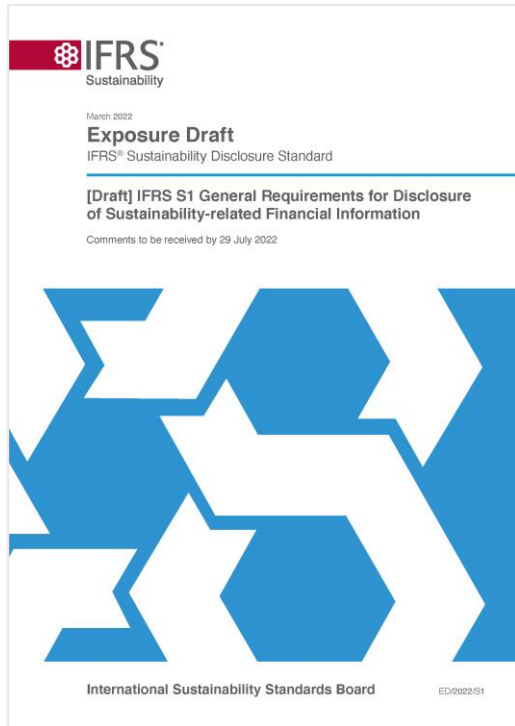 IFRS®
Sustainability
March 2022
Exposure Draft
IFRS® Sustainability Disclosure Standard
[Draft] IFRS S1 General Requirements for Disclosure
of Sustainability-related Financial Information
Comments to be received by 29 July 2022
International Sustainability Standards Board
ED/2022/S1